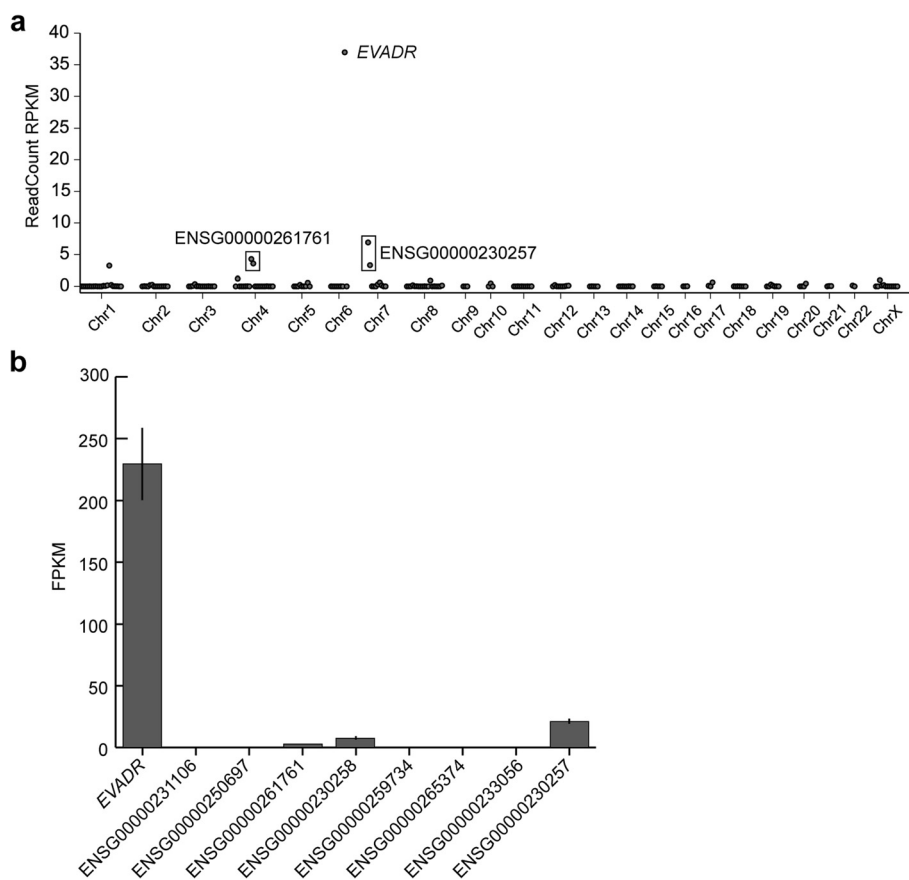 a
ReadCount RPKM
40
35
30
25
20
15
10
5
0
EVADR
ENSG00000261761
ENSG00000230257
Chr1
Chr2
Chr3
Chr4
Chr5
Chr6
Chr7
Chr8
Chr9
Chr10
Chr11
Chr12
Chr13
Chr14
Chr15
Chr16
Chr17
Chr18
Chr19
Chr20
Chr21
Chr22
ChrX
b
FPKM
300
250
200
150
100
50
0
EVADR
ENSG00000231106
ENSG00000250697
ENSG00000261761
ENSG00000230258
ENSG00000259734
ENSG00000265374
ENSG00000233056
ENSG00000230257